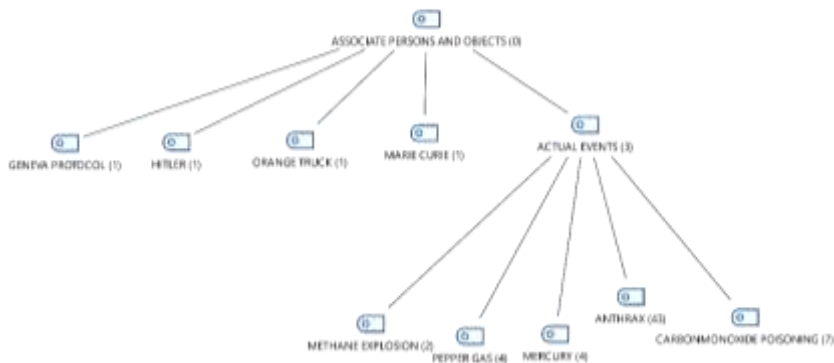 ASSOCIATE PERSONS AND OBJECTS (0)
GENEVA PROTOCOL (1)
HITLER (1)
ORANGE TRUCK (1)
MARIE CURIE (1)
ACTUAL EVENTS (3)
METHANE EXPLOSION (2)
PEPPER GAS (4)
MERCURY (4)
ANTHRAX (43)
CARBONMONOXIDE POISONING (7)